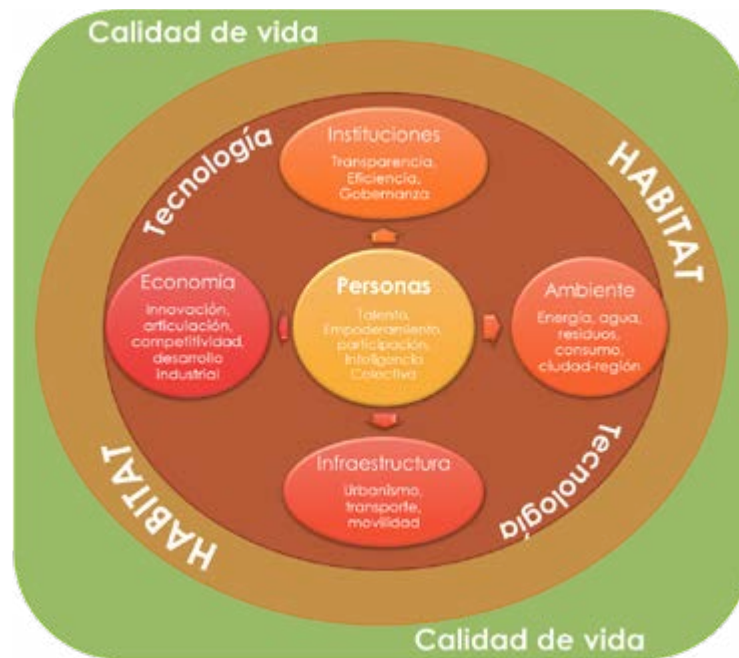 Calidad de vida
Tecnología
HABITAT
Instituciones
Transparencia,
Eficiencia,
Gobernanza
Economía
Innovación,
articulación,
competitividad,
desarrollo
industrial
Personas
Talento,
Empoderamiento,
participación,
Inteligencia
Colectiva
Ambiente
Energía, agua,
residuos,
consumo,
ciudad-región
Infraestructura
Urbanismo,
transporte,
movilidad
HABITAT
Tecnología
Calidad de vida